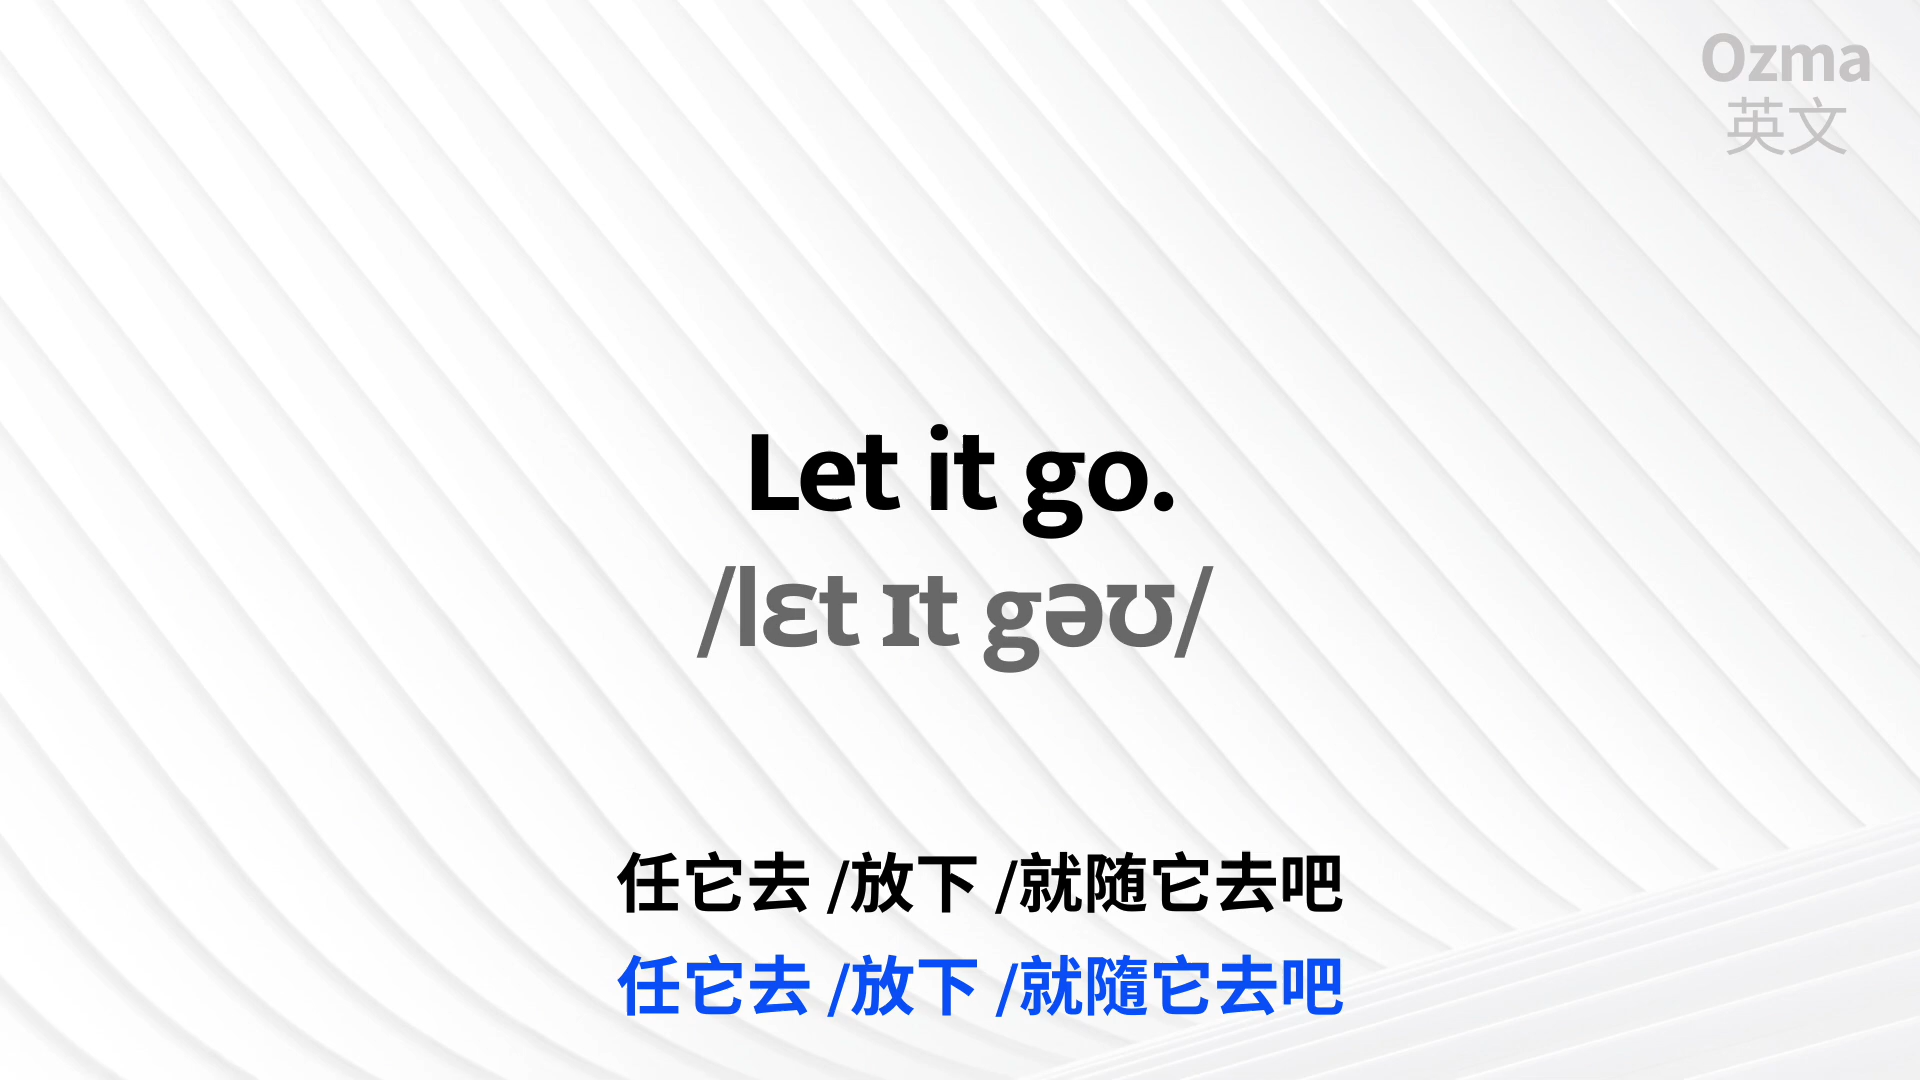 Ozma
英文
Let it go.
/lɛt ɪt gəʊ/
任它去 /放下 /就随它去吧
任它去 /放下 /就隨它去吧